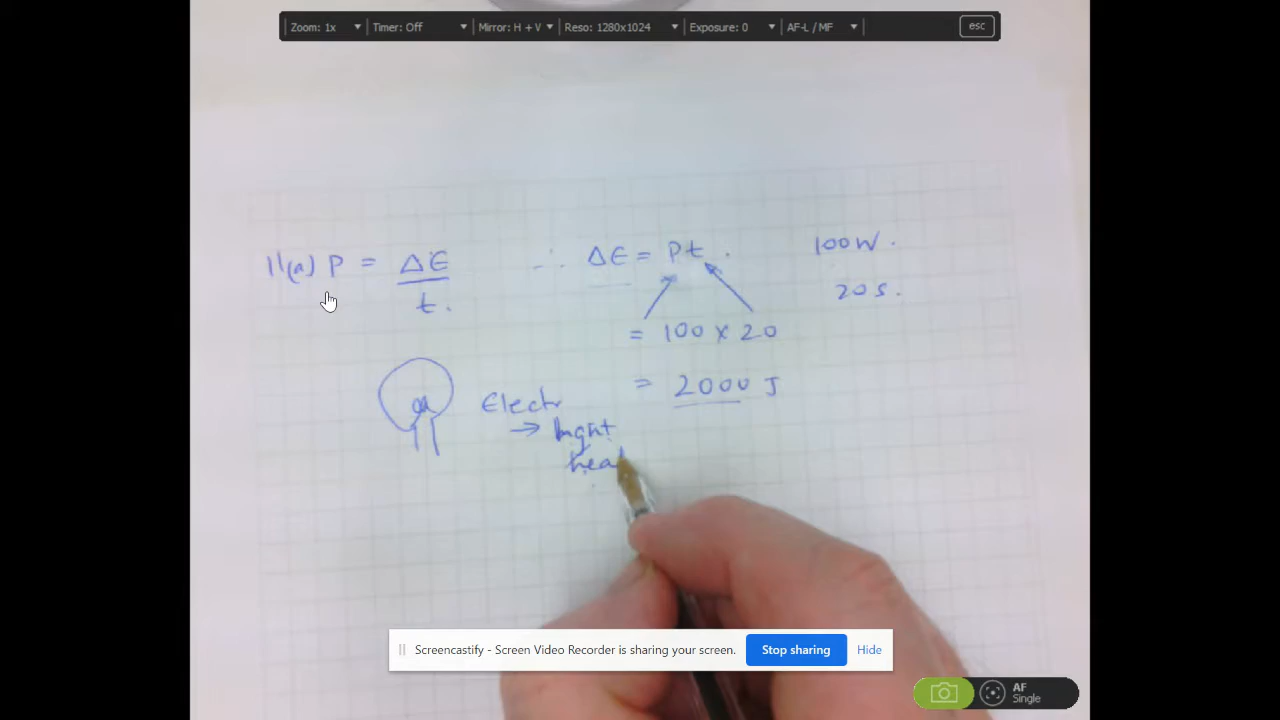 Zoom: 1x Timer: Off Mirror: H + V Reso: 1280x1024 Exposure: 0 AF-L / MF esc
11(a) P = ΔE / t.
∴ ΔE = Pt.
= 100 x 20
= 2000 J
100W.
20s.
Electr
→ light
heat
Screencastify - Screen Video Recorder is sharing your screen. Stop sharing Hide
AF
Single